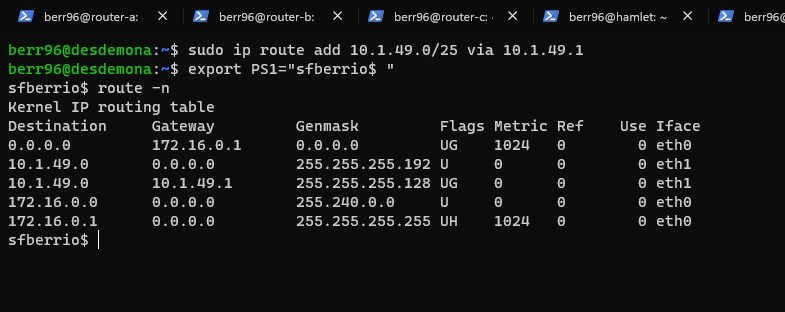 berr96@router-a: berr96@router-b: berr96@router-c: berr96@hamlet: ~
berr96@desdemona:~$ sudo ip route add 10.1.49.0/25 via 10.1.49.1
berr96@desdemona:~$ export PS1="sfberrio$ "
sfberrio$ route -n
Kernel IP routing table
Destination Gateway Genmask Flags Metric Ref Use Iface
0.0.0.0 172.16.0.1 0.0.0.0 UG 1024 0 0 eth0
10.1.49.0 0.0.0.0 255.255.255.192 U 0 0 0 eth1
10.1.49.0 10.1.49.1 255.255.255.128 UG 0 0 0 eth1
172.16.0.0 0.0.0.0 255.240.0.0 U 0 0 0 eth0
172.16.0.1 0.0.0.0 255.255.255.255 UH 1024 0 0 eth0
sfberrio$